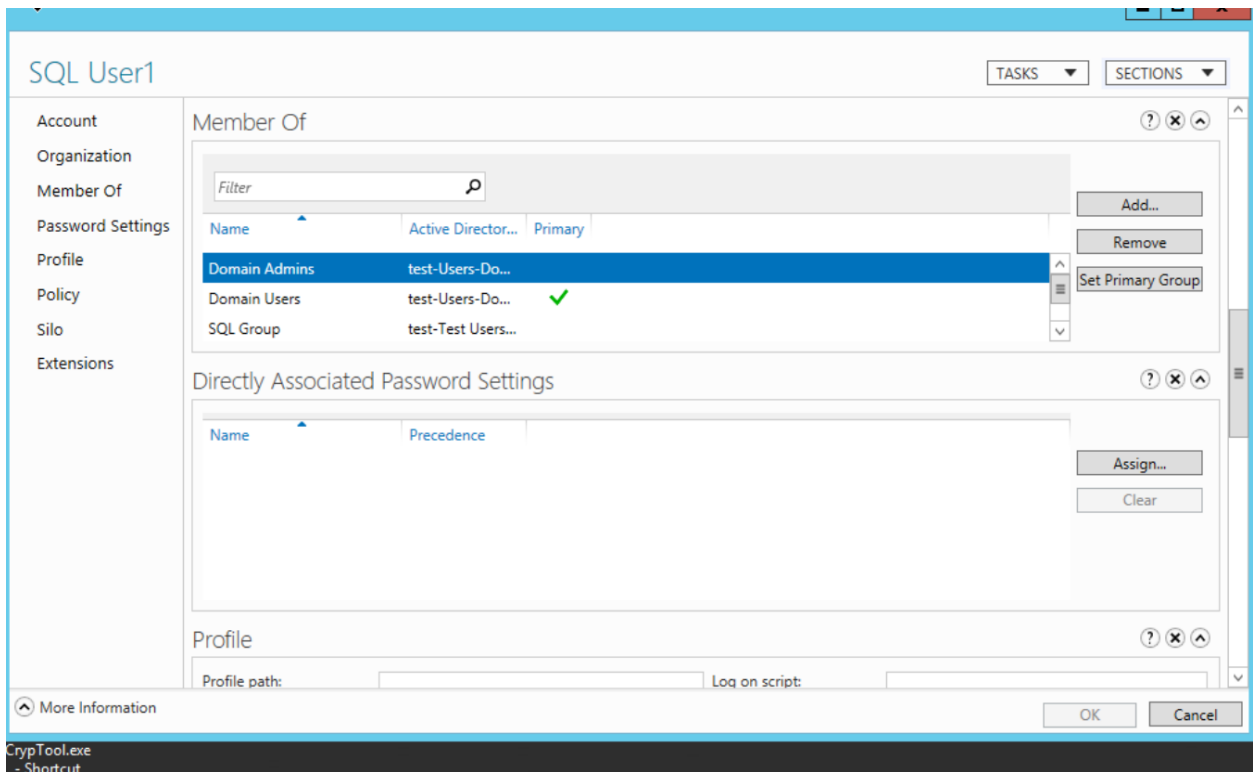 SQL User1
TASKS
SECTIONS
Account
Organization
Member Of
Password Settings
Profile
Policy
Silo
Extensions
Member Of
Filter
Name Active Director... Primary
Domain Admins test-Users-Do...
Domain Users test-Users-Do...
SQL Group test-Test Users...
Add...
Remove
Set Primary Group
Directly Associated Password Settings
Name Precedence
Assign...
Clear
Profile
Profile path: Log on script:
More Information
OK Cancel
CrypTool.exe
- Shortcut